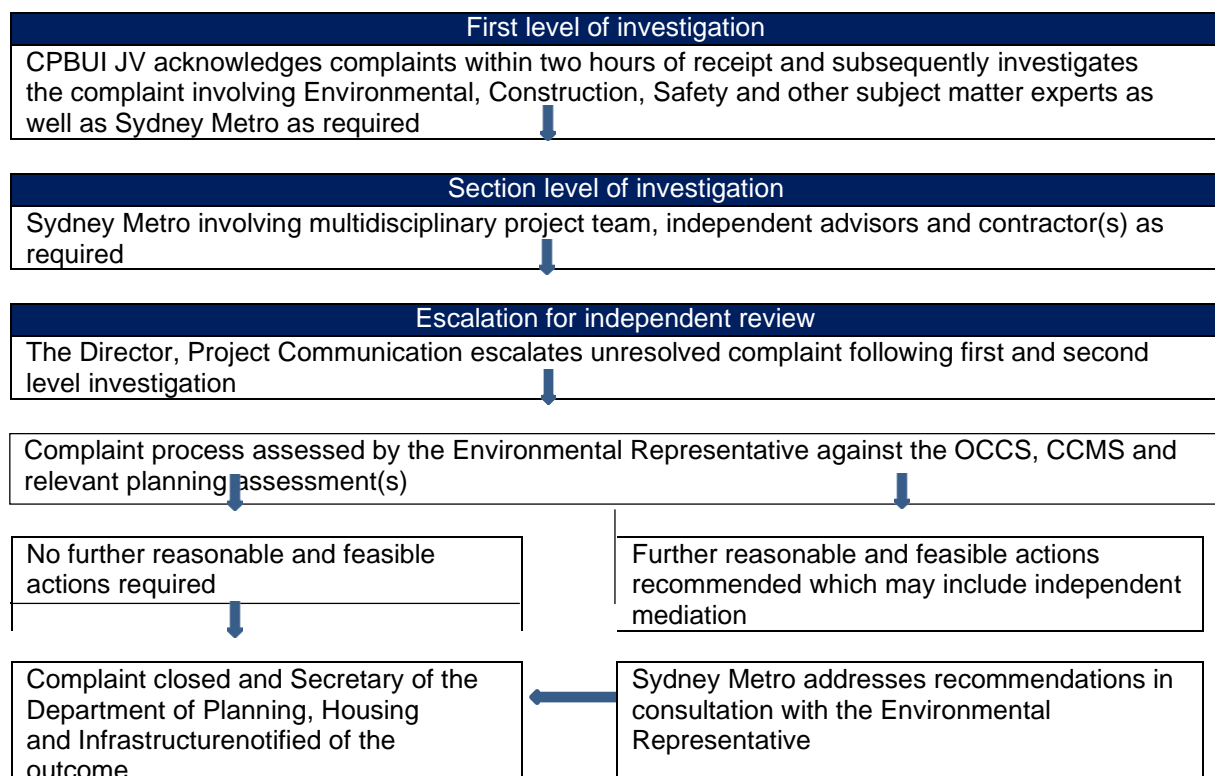 First level of investigation
CPBUI JV acknowledges complaints within two hours of receipt and subsequently investigates
the complaint involving Environmental, Construction, Safety and other subject matter experts as
well as Sydney Metro as required
Section level of investigation
Sydney Metro involving multidisciplinary project team, independent advisors and contractor(s) as
required
Escalation for independent review
The Director, Project Communication escalates unresolved complaint following first and second
level investigation
Complaint process assessed by the Environmental Representative against the OCCS, CCMS and
relevant planning assessment(s)
No further reasonable and feasible
actions required
Further reasonable and feasible actions
recommended which may include independent
mediation
Complaint closed and Secretary of the
Department of Planning, Housing
and Infrastructurenotified of the
outcome
Sydney Metro addresses recommendations in
consultation with the Environmental
Representative